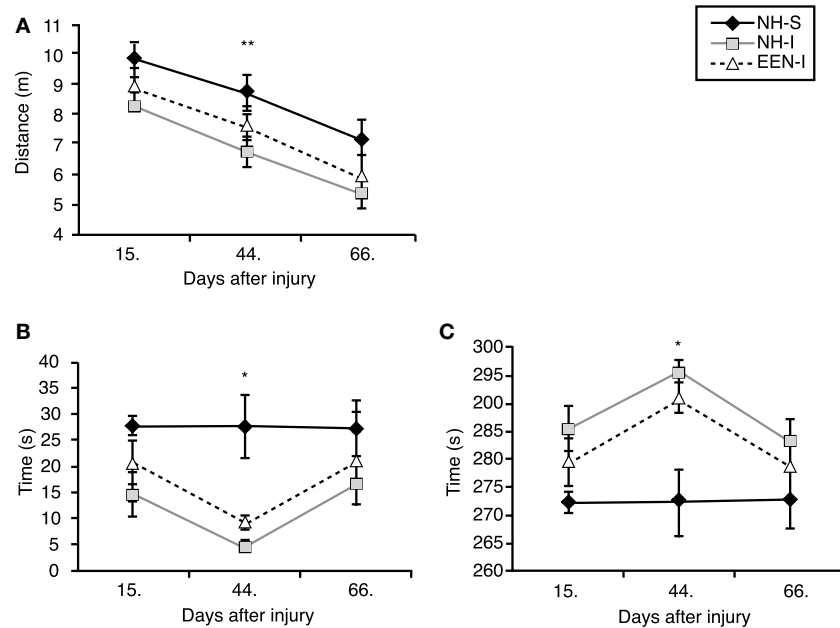 A
NH-S
NH-I
EEN-I
11
10
9
8
7
6
5
4
Distance (m)
**
15. 44. 66.
Days after injury
B
40
35
30
25
20
15
10
5
0
Time (s)
*
15. 44. 66.
Days after injury
C
300
295
200
285
280
275
270
265
260
Time (s)
*
15. 44. 66.
Days after injury